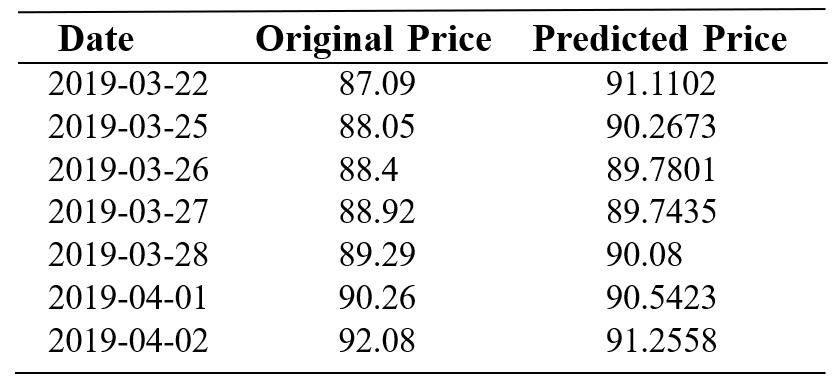 Date Original Price Predicted Price
2019-03-22 87.09 91.1102
2019-03-25 88.05 90.2673
2019-03-26 88.4 89.7801
2019-03-27 88.92 89.7435
2019-03-28 89.29 90.08
2019-04-01 90.26 90.5423
2019-04-02 92.08 91.2558